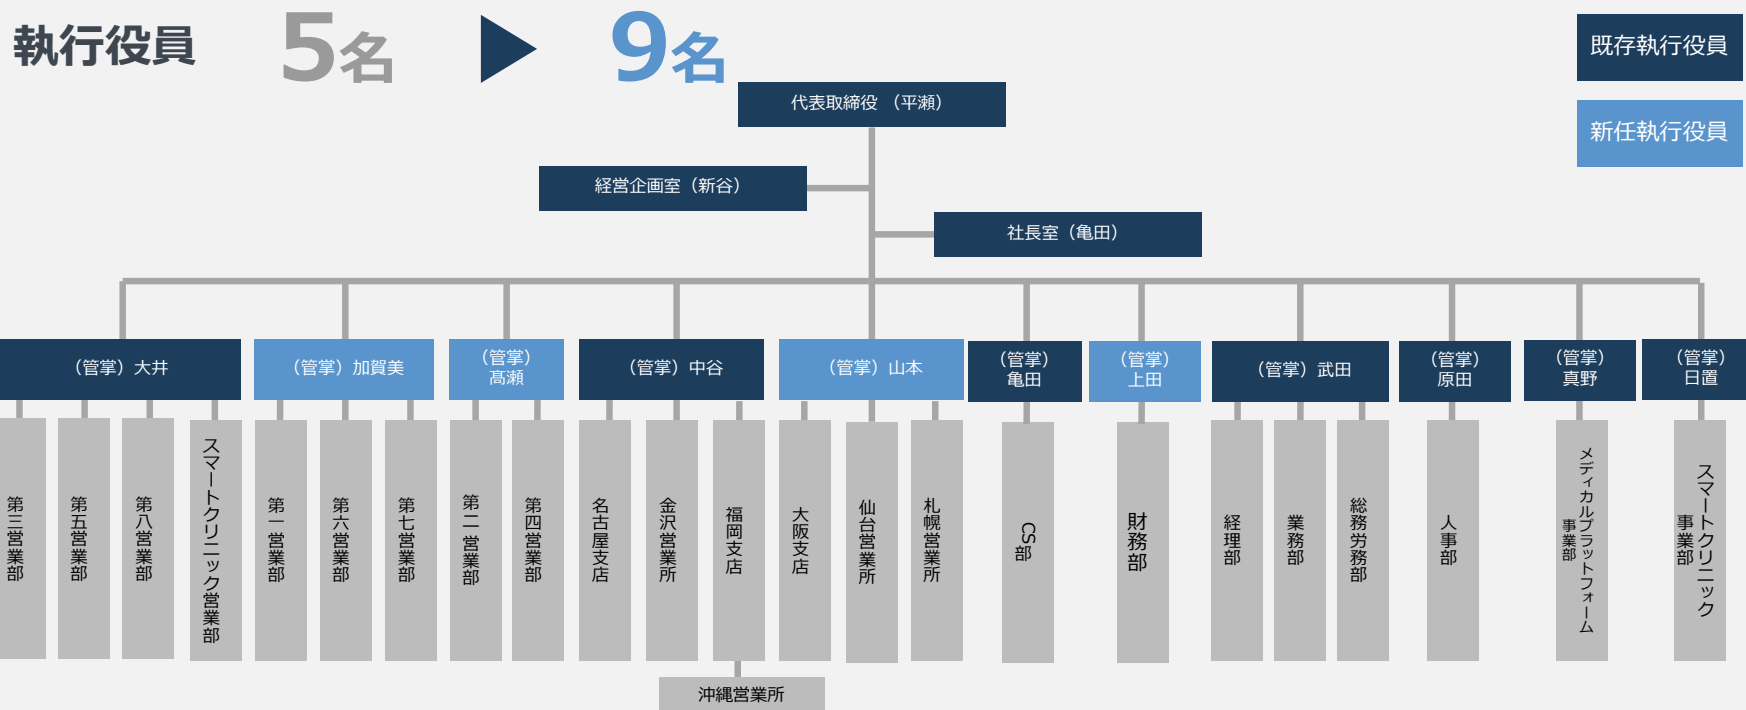 執行役員
5名
9名
既存執行役員
新任執行役員
代表取締役 （平瀬）
経営企画室（新谷）
社長室（亀田）
（管掌）大井
（管掌）加賀美
（管掌）
髙瀬
（管掌）中谷
（管掌）山本
（管掌）
亀田
（管掌）
上田
（管掌）武田
（管掌）
原田
（管掌）
真野
（管掌）
日置
第三営業部
第五営業部
第八営業部
スマートクリニック営業部
第一営業部
第六営業部
第七営業部
第二営業部
第四営業部
名古屋支店
金沢営業所
福岡支店
大阪支店
仙台営業所
札幌営業所
CS
部
財務部
経理部
業務部
総務労務部
人事部
メディカルプラットフォーム
事業部
スマートクリニック
事業部
沖縄営業所